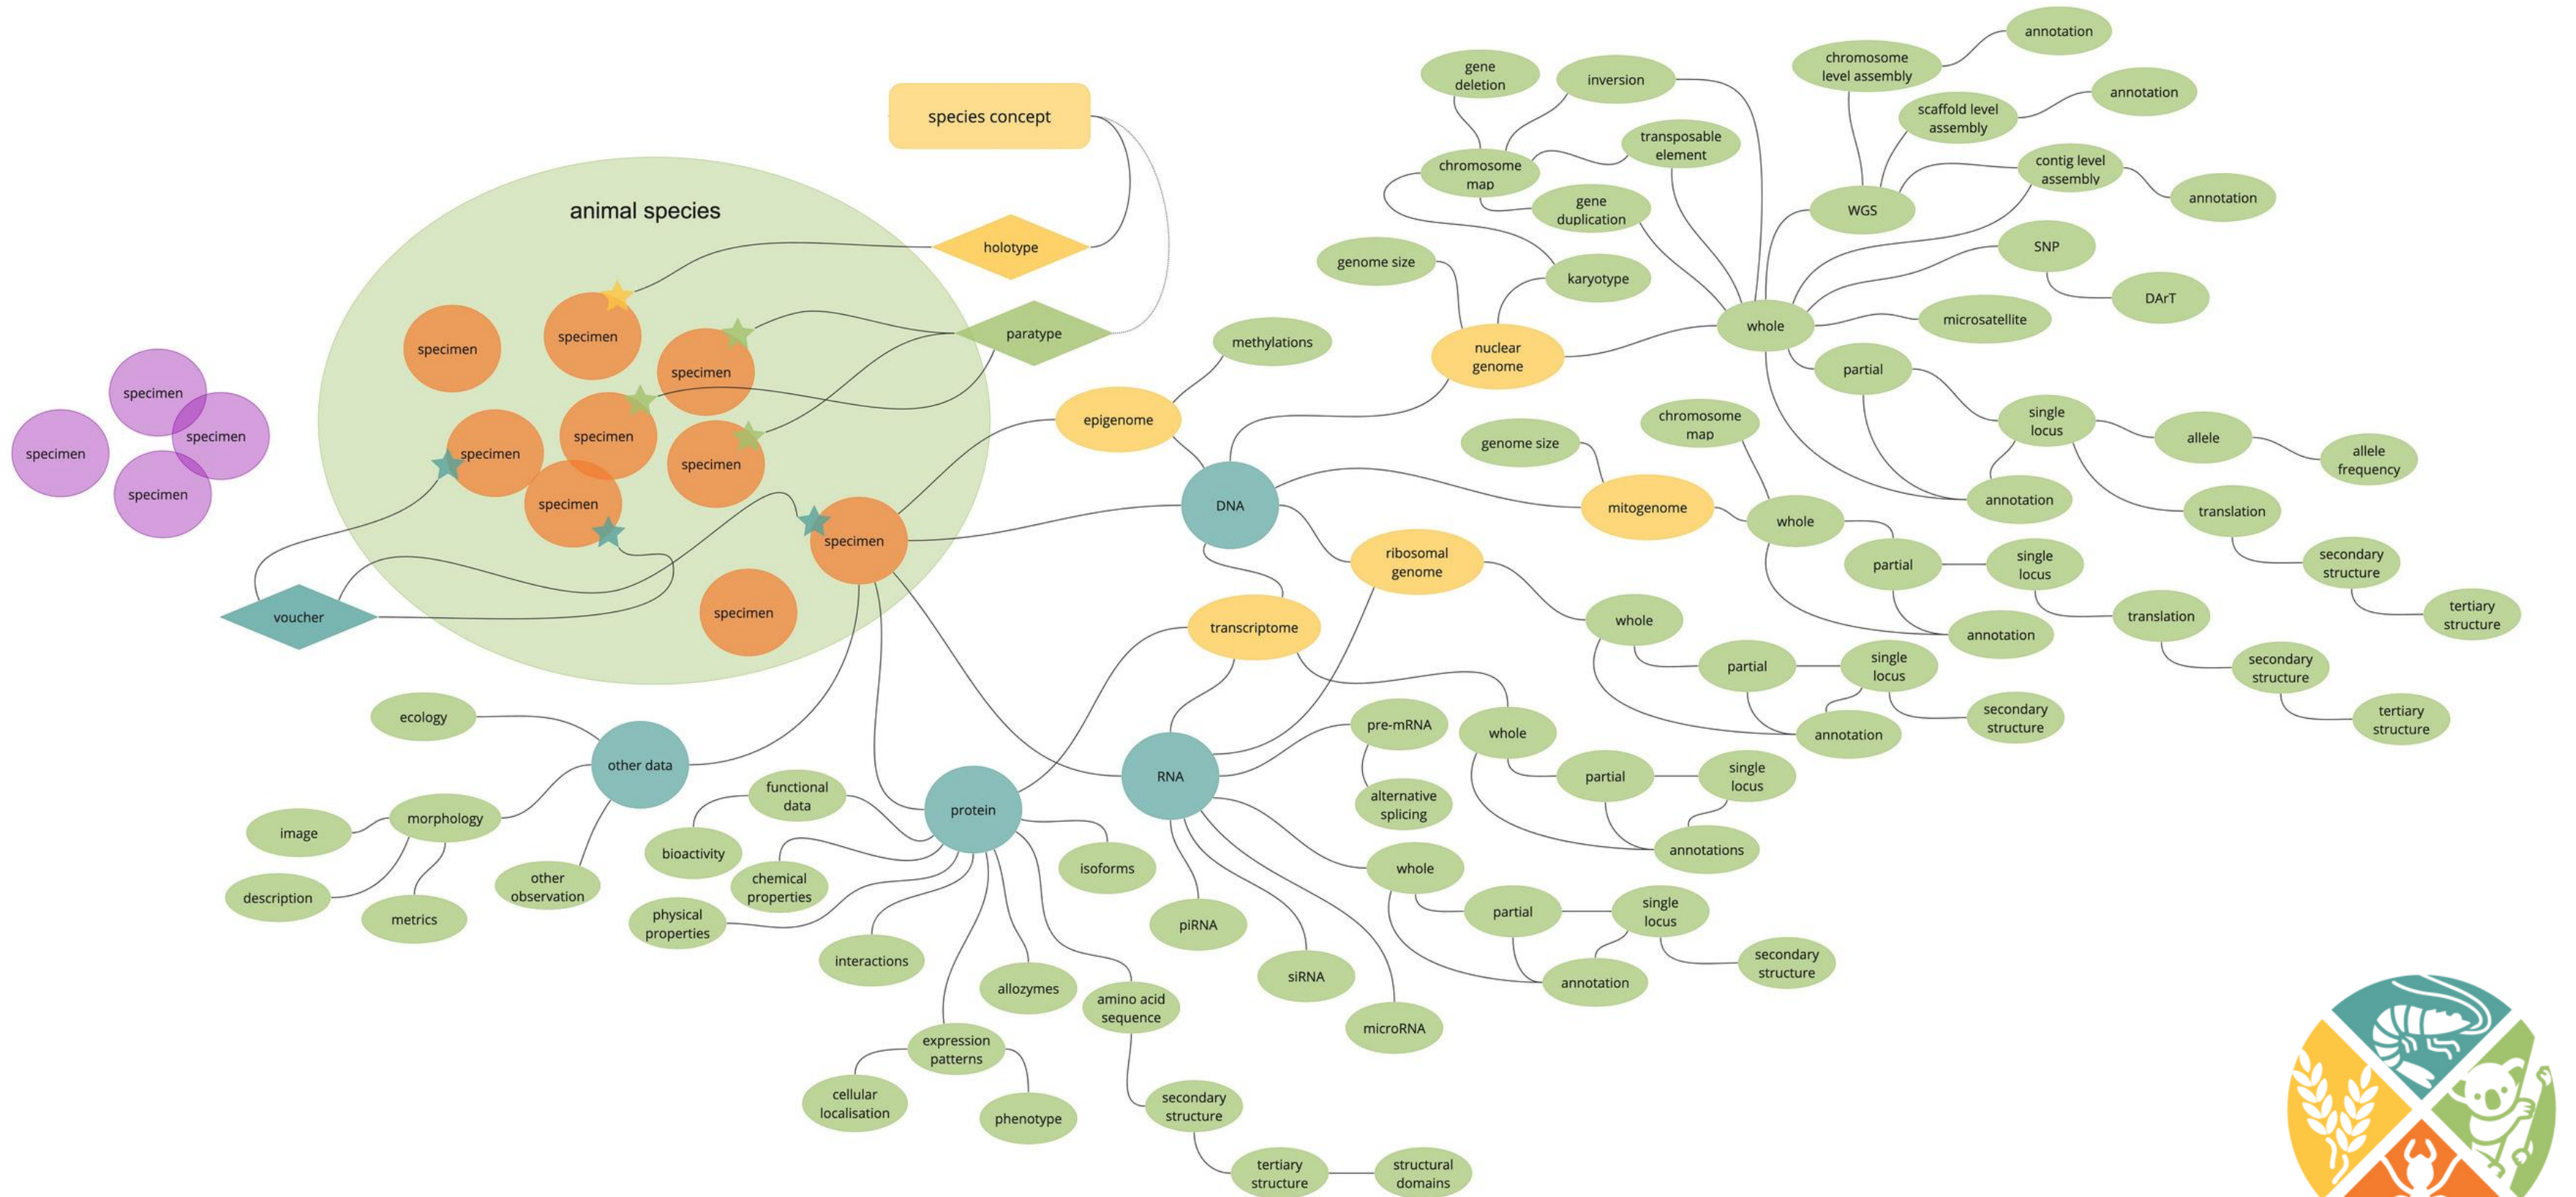 species concept
animal species
holotype
paratype
voucher
specimen
specimen
specimen
specimen
specimen
specimen
specimen
specimen
specimen
specimen
specimen
specimen
specimen
specimen
epigenome
methylations
DNA
nuclear
genome
genome size
karyotype
chromosome
map
gene
deletion
inversion
transposable
element
gene
duplication
whole
WGS
chromosome
level assembly
annotation
scaffold level
assembly
annotation
contig level
assembly
annotation
SNP
DArT
microsatellite
partial
single
locus
annotation
allele
allele
frequency
translation
secondary
structure
tertiary
structure
mitogenome
genome size
chromosome
map
whole
partial
single
locus
annotation
translation
secondary
structure
tertiary
structure
ribosomal
genome
whole
partial
single
locus
annotation
secondary
structure
transcriptome
whole
partial
single
locus
annotations
RNA
pre-mRNA
alternative
splicing
whole
partial
single
locus
annotation
secondary
structure
piRNA
siRNA
microRNA
protein
functional
data
bioactivity
chemical
properties
physical
properties
interactions
expression
patterns
cellular
localisation
phenotype
allozymes
amino acid
sequence
secondary
structure
tertiary
structure
structural
domains
isoforms
other data
ecology
morphology
image
description
metrics
other
observation